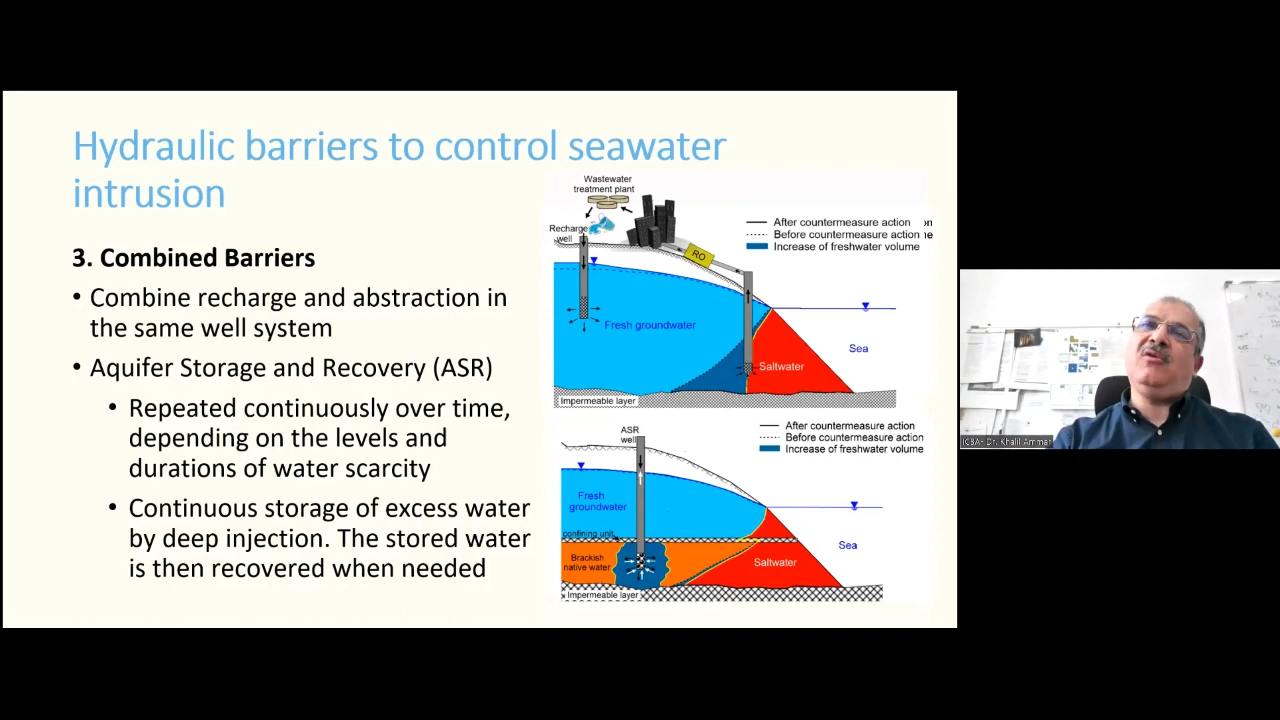 Hydraulic barriers to control seawater
intrusion
3. Combined Barriers
• Combine recharge and abstraction in
the same well system
• Aquifer Storage and Recovery (ASR)
• Repeated continuously over time,
depending on the levels and
durations of water scarcity
• Continuous storage of excess water
by deep injection. The stored water
is then recovered when needed
Wastewater
treatment plant
Recharge
well
RO
After countermeasure action
Before countermeasure action
Increase of freshwater volume
Fresh groundwater
Saltwater
Sea
Impermeable layer
ASR
well
After countermeasure action
Before countermeasure action
Increase of freshwater volume
Fresh
groundwater
confining unit
Brackish
native water
Saltwater
Sea
Impermeable layer
ICBA- Dr. Khalil Ammar